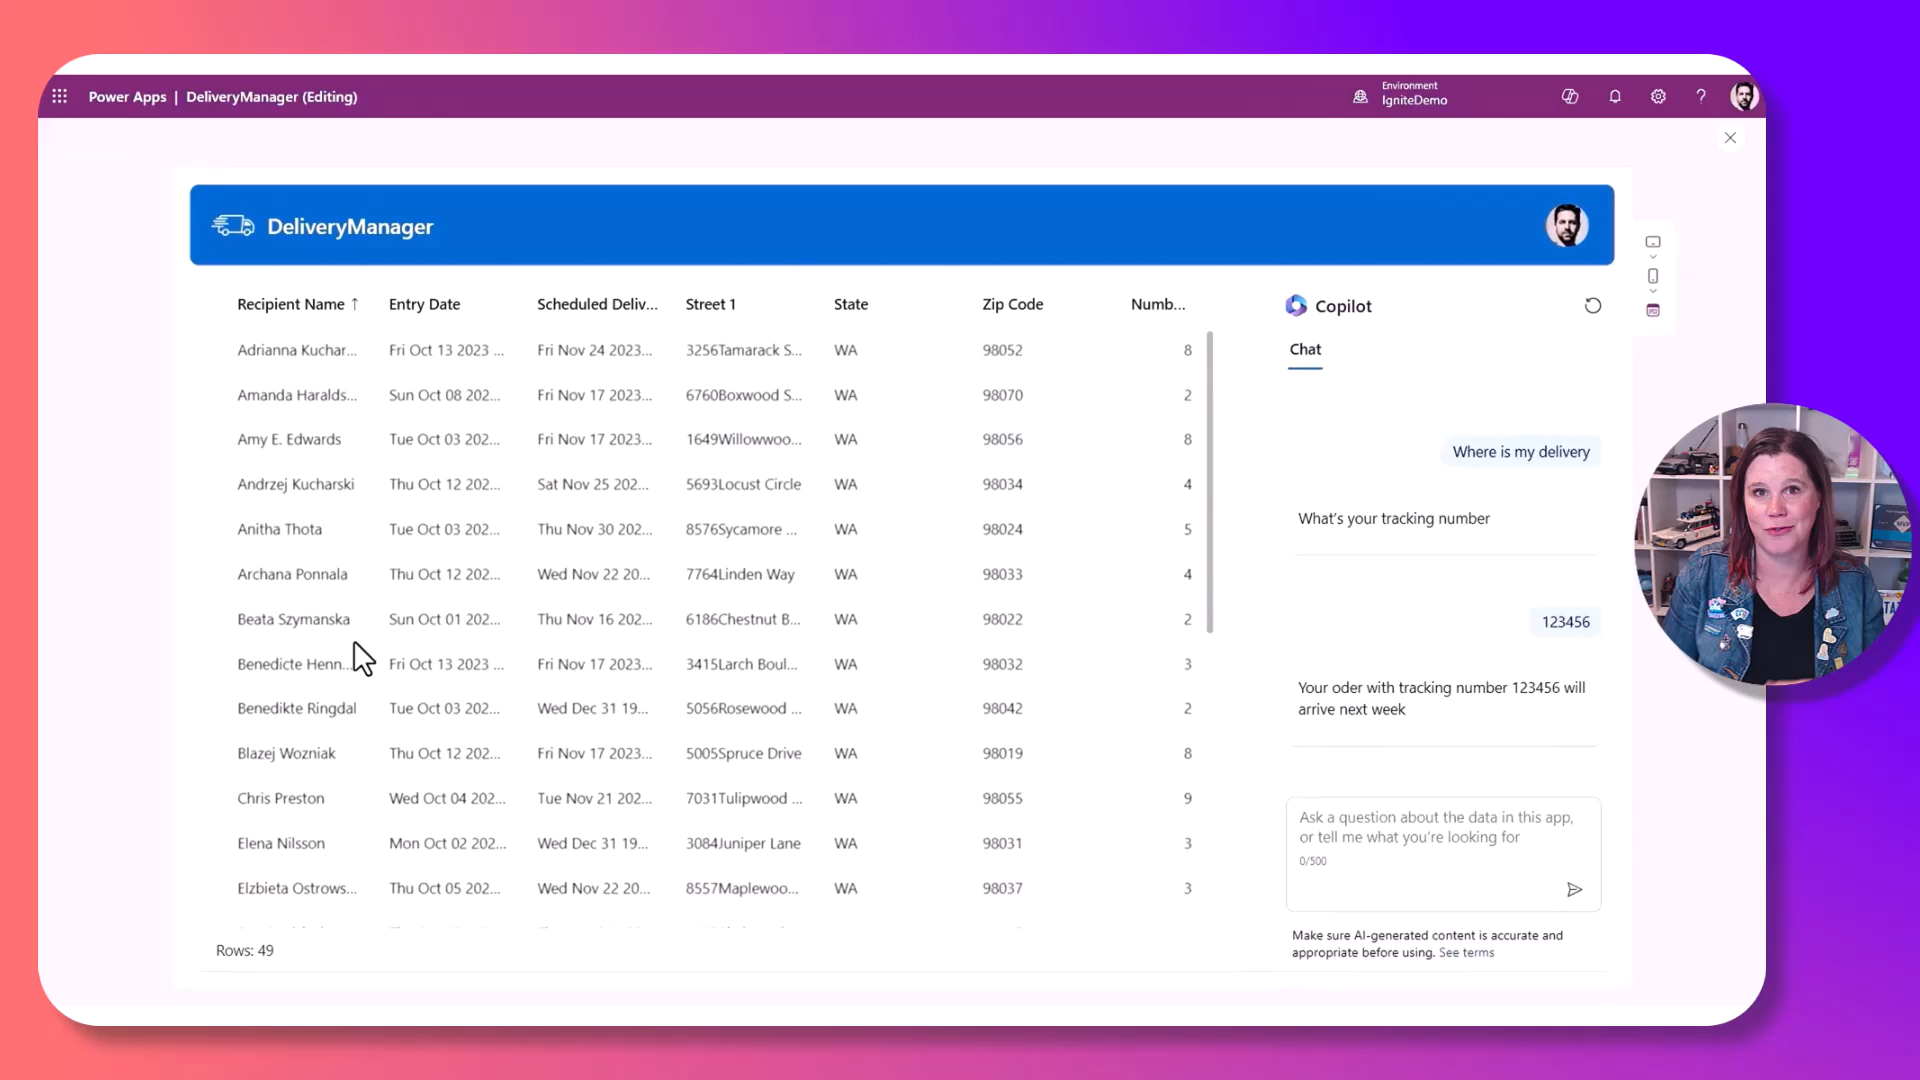 Power Apps | DeliveryManager (Editing)
Environment
IgniteDemo
DeliveryManager
Recipient Name ↑ Entry Date Scheduled Deliv... Street 1 State Zip Code Numb...
Adrianna Kuchar... Fri Oct 13 2023 ... Fri Nov 24 2023... 3256Tamarack S... WA 98052 8
Amanda Haralds... Sun Oct 08 202... Fri Nov 17 2023... 6760Boxwood S... WA 98070 2
Amy E. Edwards Tue Oct 03 202... Fri Nov 17 2023... 1649Willowwoo... WA 98056 8
Andrzej Kucharski Thu Oct 12 202... Sat Nov 25 202... 5693Locust Circle WA 98034 4
Anitha Thota Tue Oct 03 202... Thu Nov 30 202... 8576Sycamore ... WA 98024 5
Archana Ponnala Thu Oct 12 202... Wed Nov 22 20... 7764Linden Way WA 98033 4
Beata Szymanska Sun Oct 01 202... Thu Nov 16 202... 6186Chestnut B... WA 98022 2
Benedicte Henn... Fri Oct 13 2023 ... Fri Nov 17 2023... 3415Larch Boul... WA 98032 3
Benedikte Ringdal Tue Oct 03 202... Wed Dec 31 19... 5056Rosewood ... WA 98042 2
Blazej Wozniak Thu Oct 12 202... Fri Nov 17 2023... 5005Spruce Drive WA 98019 8
Chris Preston Wed Oct 04 202... Tue Nov 21 202... 7031Tulipwood ... WA 98055 9
Elena Nilsson Mon Oct 02 202... Wed Dec 31 19... 3084Juniper Lane WA 98031 3
Elzbieta Ostrows... Thu Oct 05 202... Wed Nov 22 20... 8557Maplewoo... WA 98037 3
Rows: 49
Copilot
Chat
Where is my delivery
What's your tracking number
123456
Your oder with tracking number 123456 will
arrive next week
Ask a question about the data in this app,
or tell me what you're looking for
0/500
Make sure AI-generated content is accurate and
appropriate before using. See terms